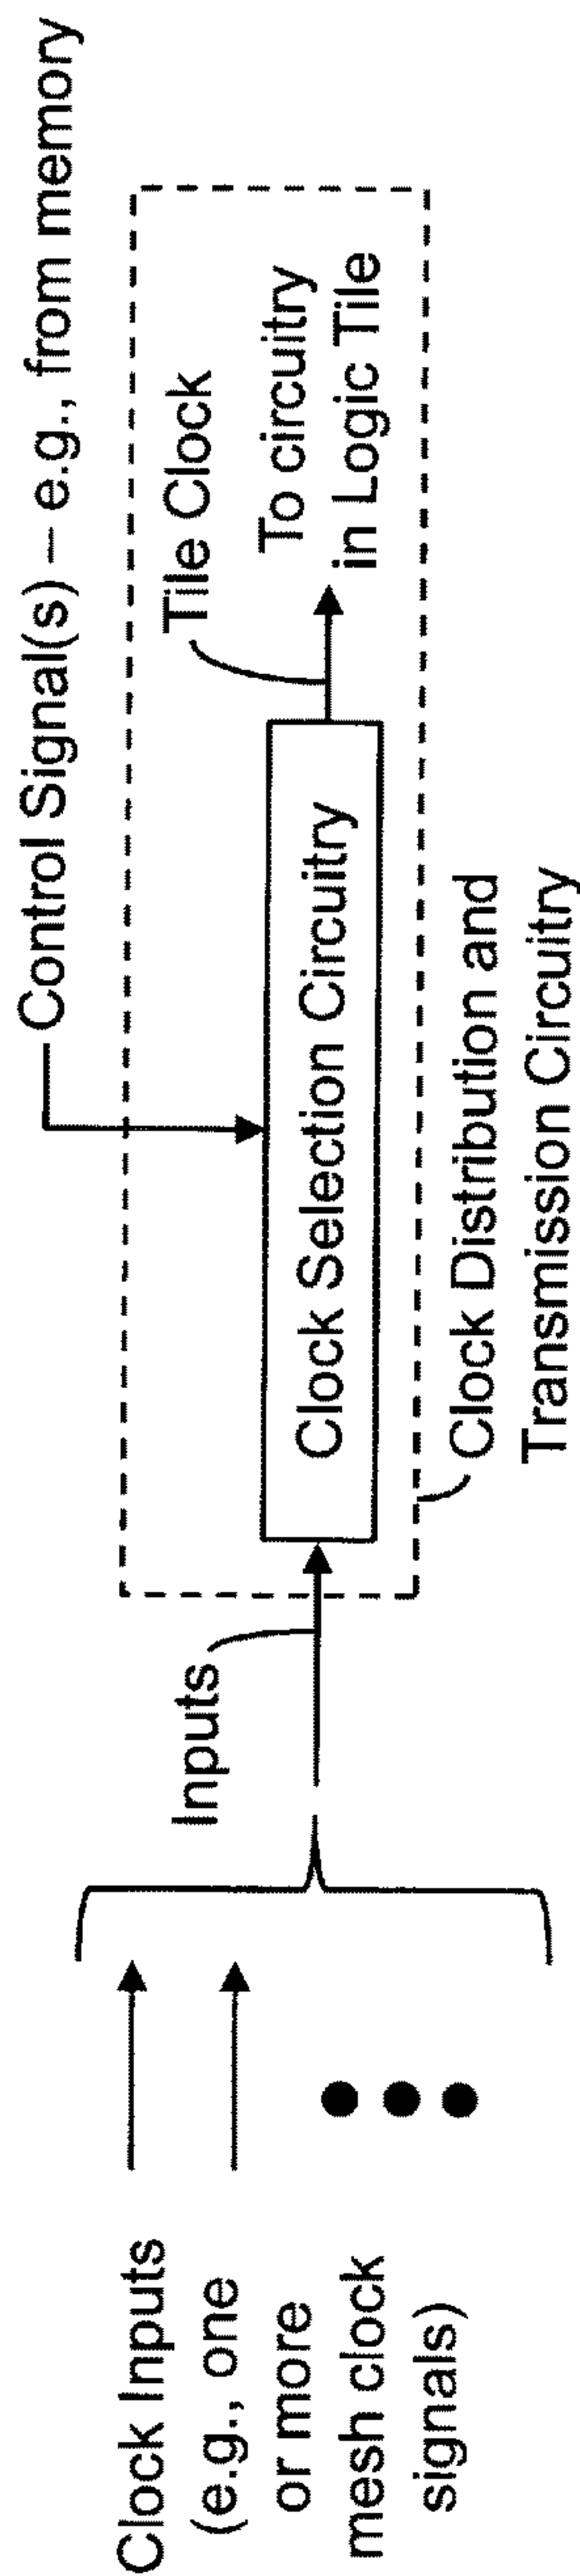 Control Signal(s) – e.g., from memory
Clock Inputs
(e.g., one
or more
mesh clock
signals)
Inputs
Clock Selection Circuitry
Tile Clock
To circuitry
in Logic Tile
Clock Distribution and
Transmission Circuitry